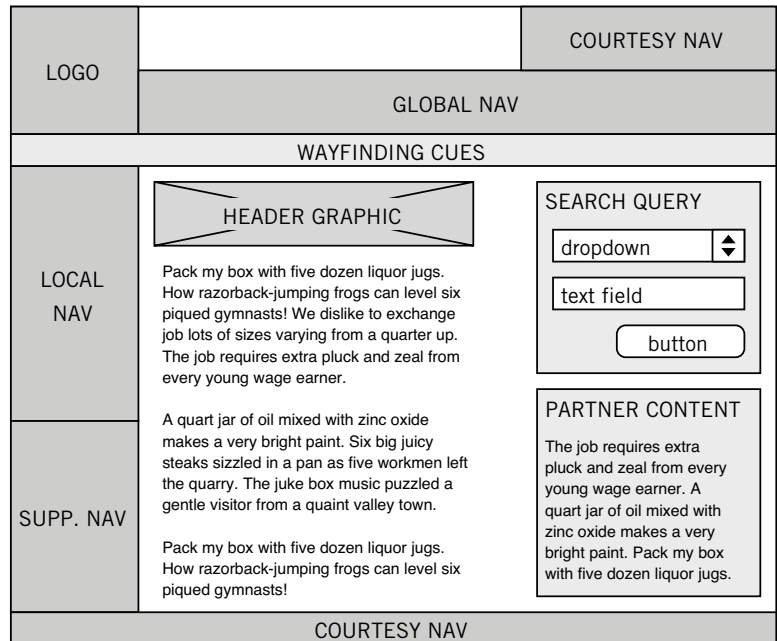 LOGO
COURTESY NAV
GLOBAL NAV
WAYFINDING CUES
LOCAL
NAV
SUPP. NAV
HEADER GRAPHIC
Pack my box with five dozen liquor jugs.
How razorback-jumping frogs can level six
piqued gymnasts! We dislike to exchange
job lots of sizes varying from a quarter up.
The job requires extra pluck and zeal from
every young wage earner.
A quart jar of oil mixed with zinc oxide
makes a very bright paint. Six big juicy
steaks sizzled in a pan as five workmen left
the quarry. The juke box music puzzled a
gentle visitor from a quaint valley town.
Pack my box with five dozen liquor jugs.
How razorback-jumping frogs can level six
piqued gymnasts!
SEARCH QUERY
dropdown
text field
button
PARTNER CONTENT
The job requires extra
pluck and zeal from every
young wage earner. A
quart jar of oil mixed with
zinc oxide makes a very
bright paint. Pack my box
with five dozen liquor jugs.
COURTESY NAV